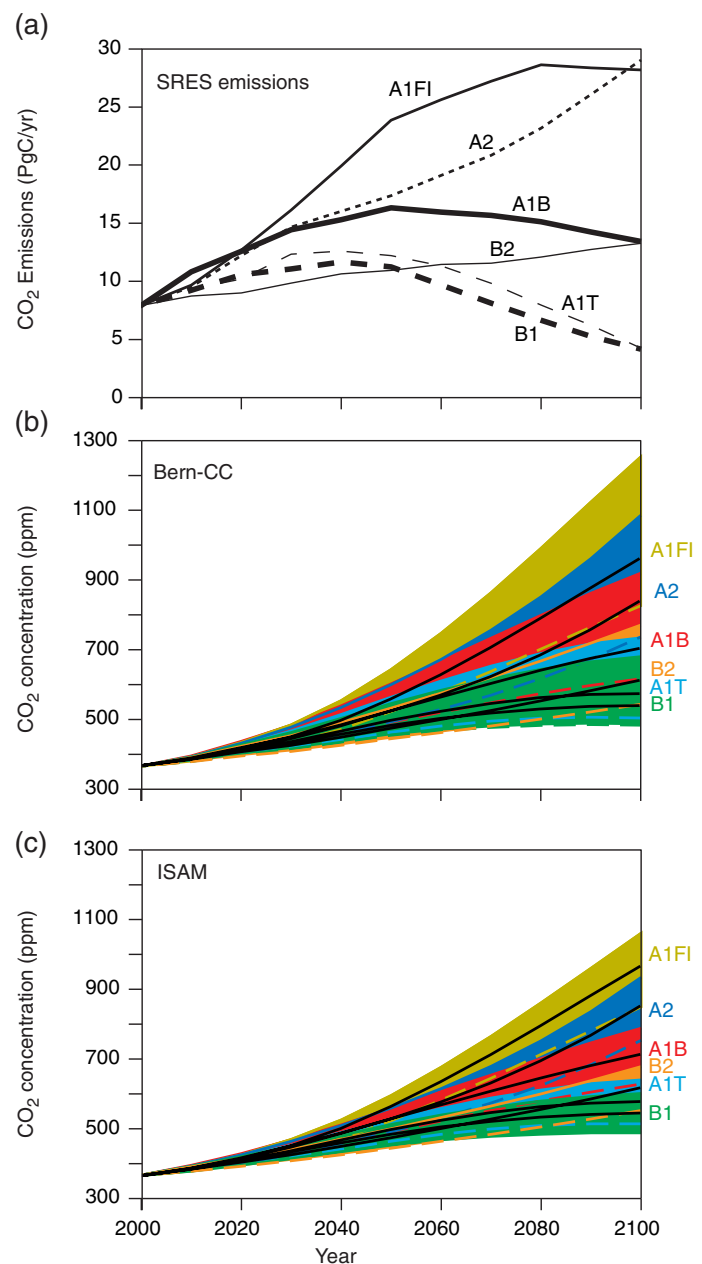 (a)
30
25
20
15
10
5
0
CO2 Emissions (PgC/yr)
SRES emissions
A1FI
A2
A1B
B2
A1T
B1
(b)
1300
1100
900
700
500
300
CO2 concentration (ppm)
Bern-CC
A1FI
A2
A1B
B2
A1T
B1
(c)
1300
1100
900
700
500
300
CO2 concentration (ppm)
ISAM
A1FI
A2
A1B
B2
A1T
B1
2000 2020 2040 2060 2080 2100
Year